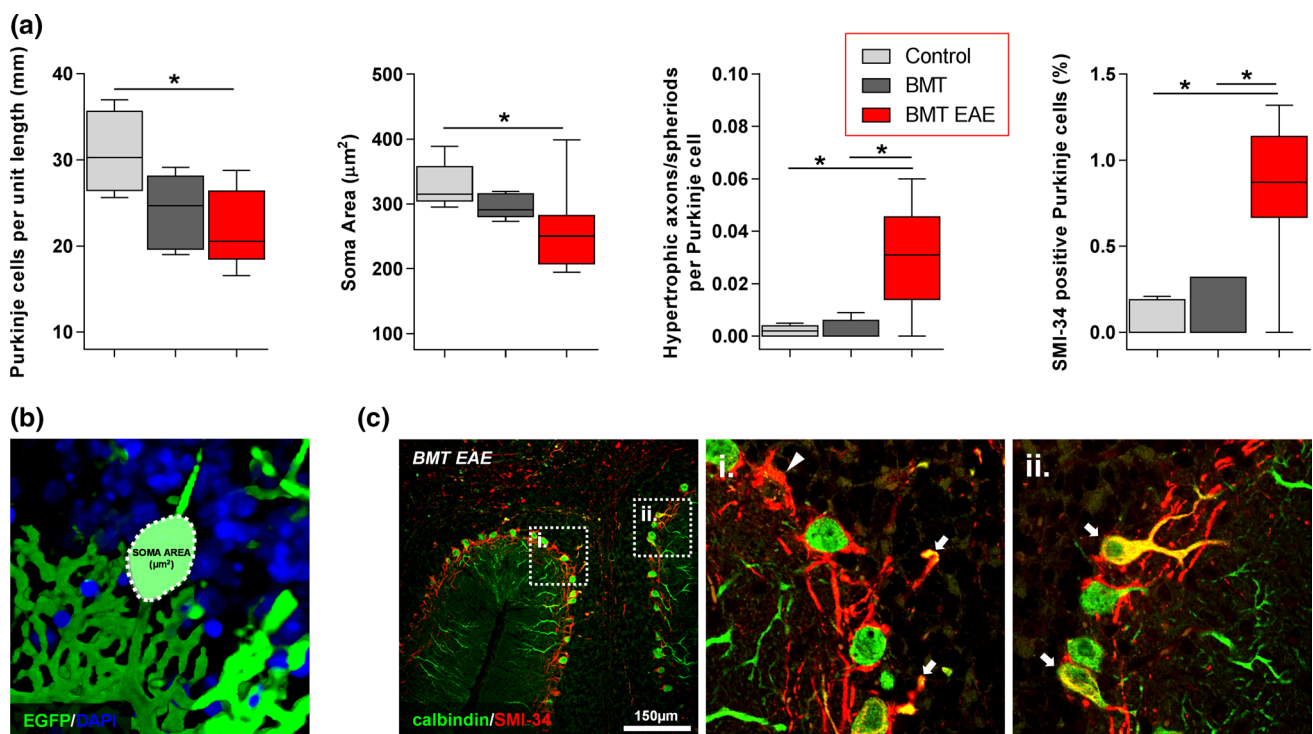 (a)
Purkinje cells per unit length (mm)
40
30
20
10
*
Soma Area (µm²)
500
400
300
200
100
*
Hypertrophic axons/spheriods
per Purkinje cell
0.10
0.08
0.06
0.04
0.02
0.00
* *
Control
BMT
BMT EAE
SMI-34 positive Purkinje cells (%)
1.5
1.0
0.5
0.0
* *
(b)
SOMA AREA
(µm²)
EGFP/DAPI
(c)
BMT EAE
i.
ii.
calbindin/SMI-34
150µm
i.
ii.